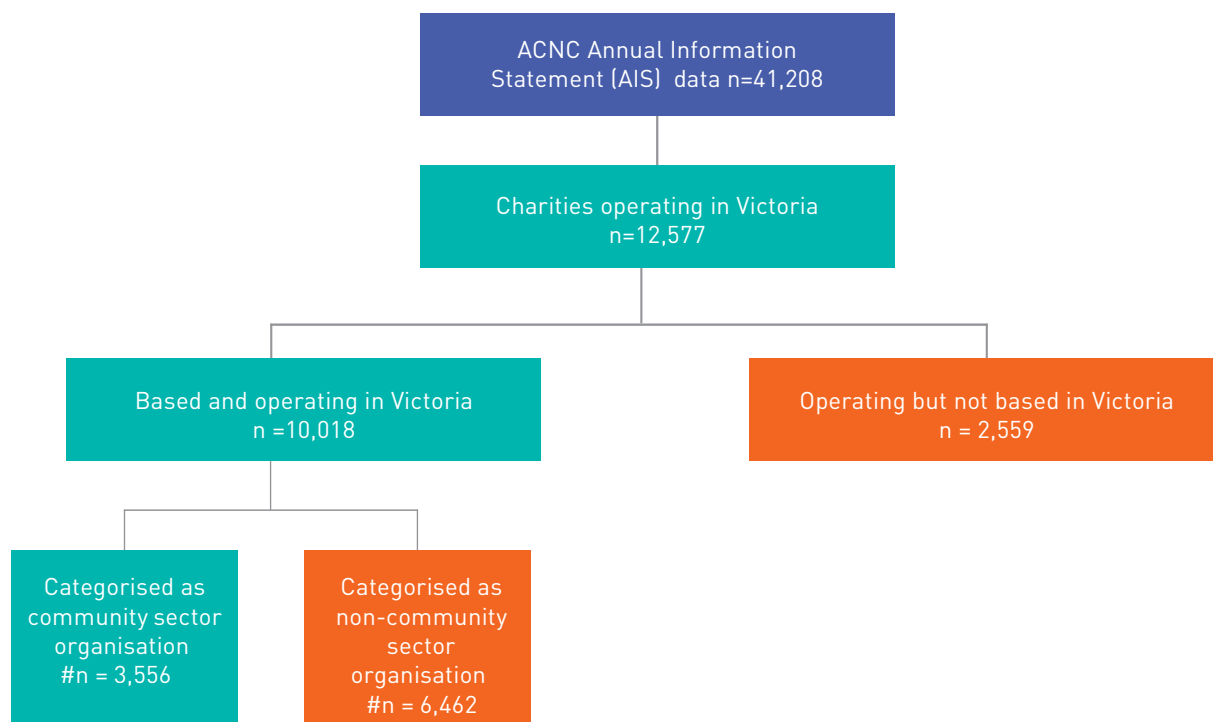 ACNC Annual Information
Statement (AIS)  data n=41,208
Charities operating in Victoria
n=12,577
Based and operating in Victoria
n =10,018
Operating but not based in Victoria
n = 2,559
Categorised as
community sector
organisation
#n = 3,556
Categorised as
non-community
sector
organisation
#n = 6,462